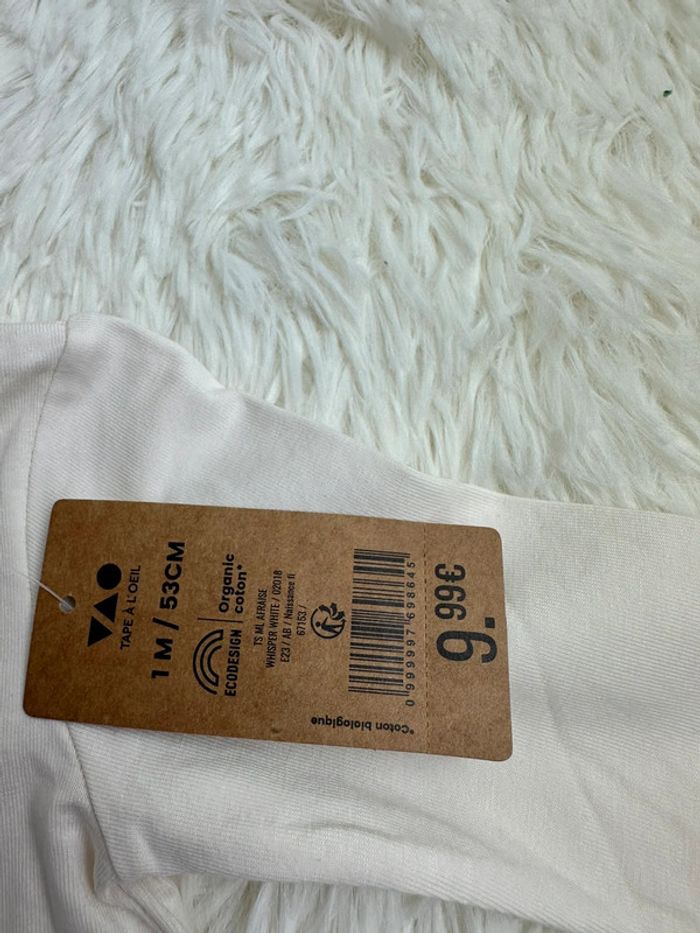 TAPE À L'OEIL
1 M / 53CM
ECODESIGN
Organic
coton*
TS ML AFRAISE
WHISPER WHITE / 02018
E23 / AB / Naissance fi
67153 /
0 999997 698645
*Coton biologique
9.99€